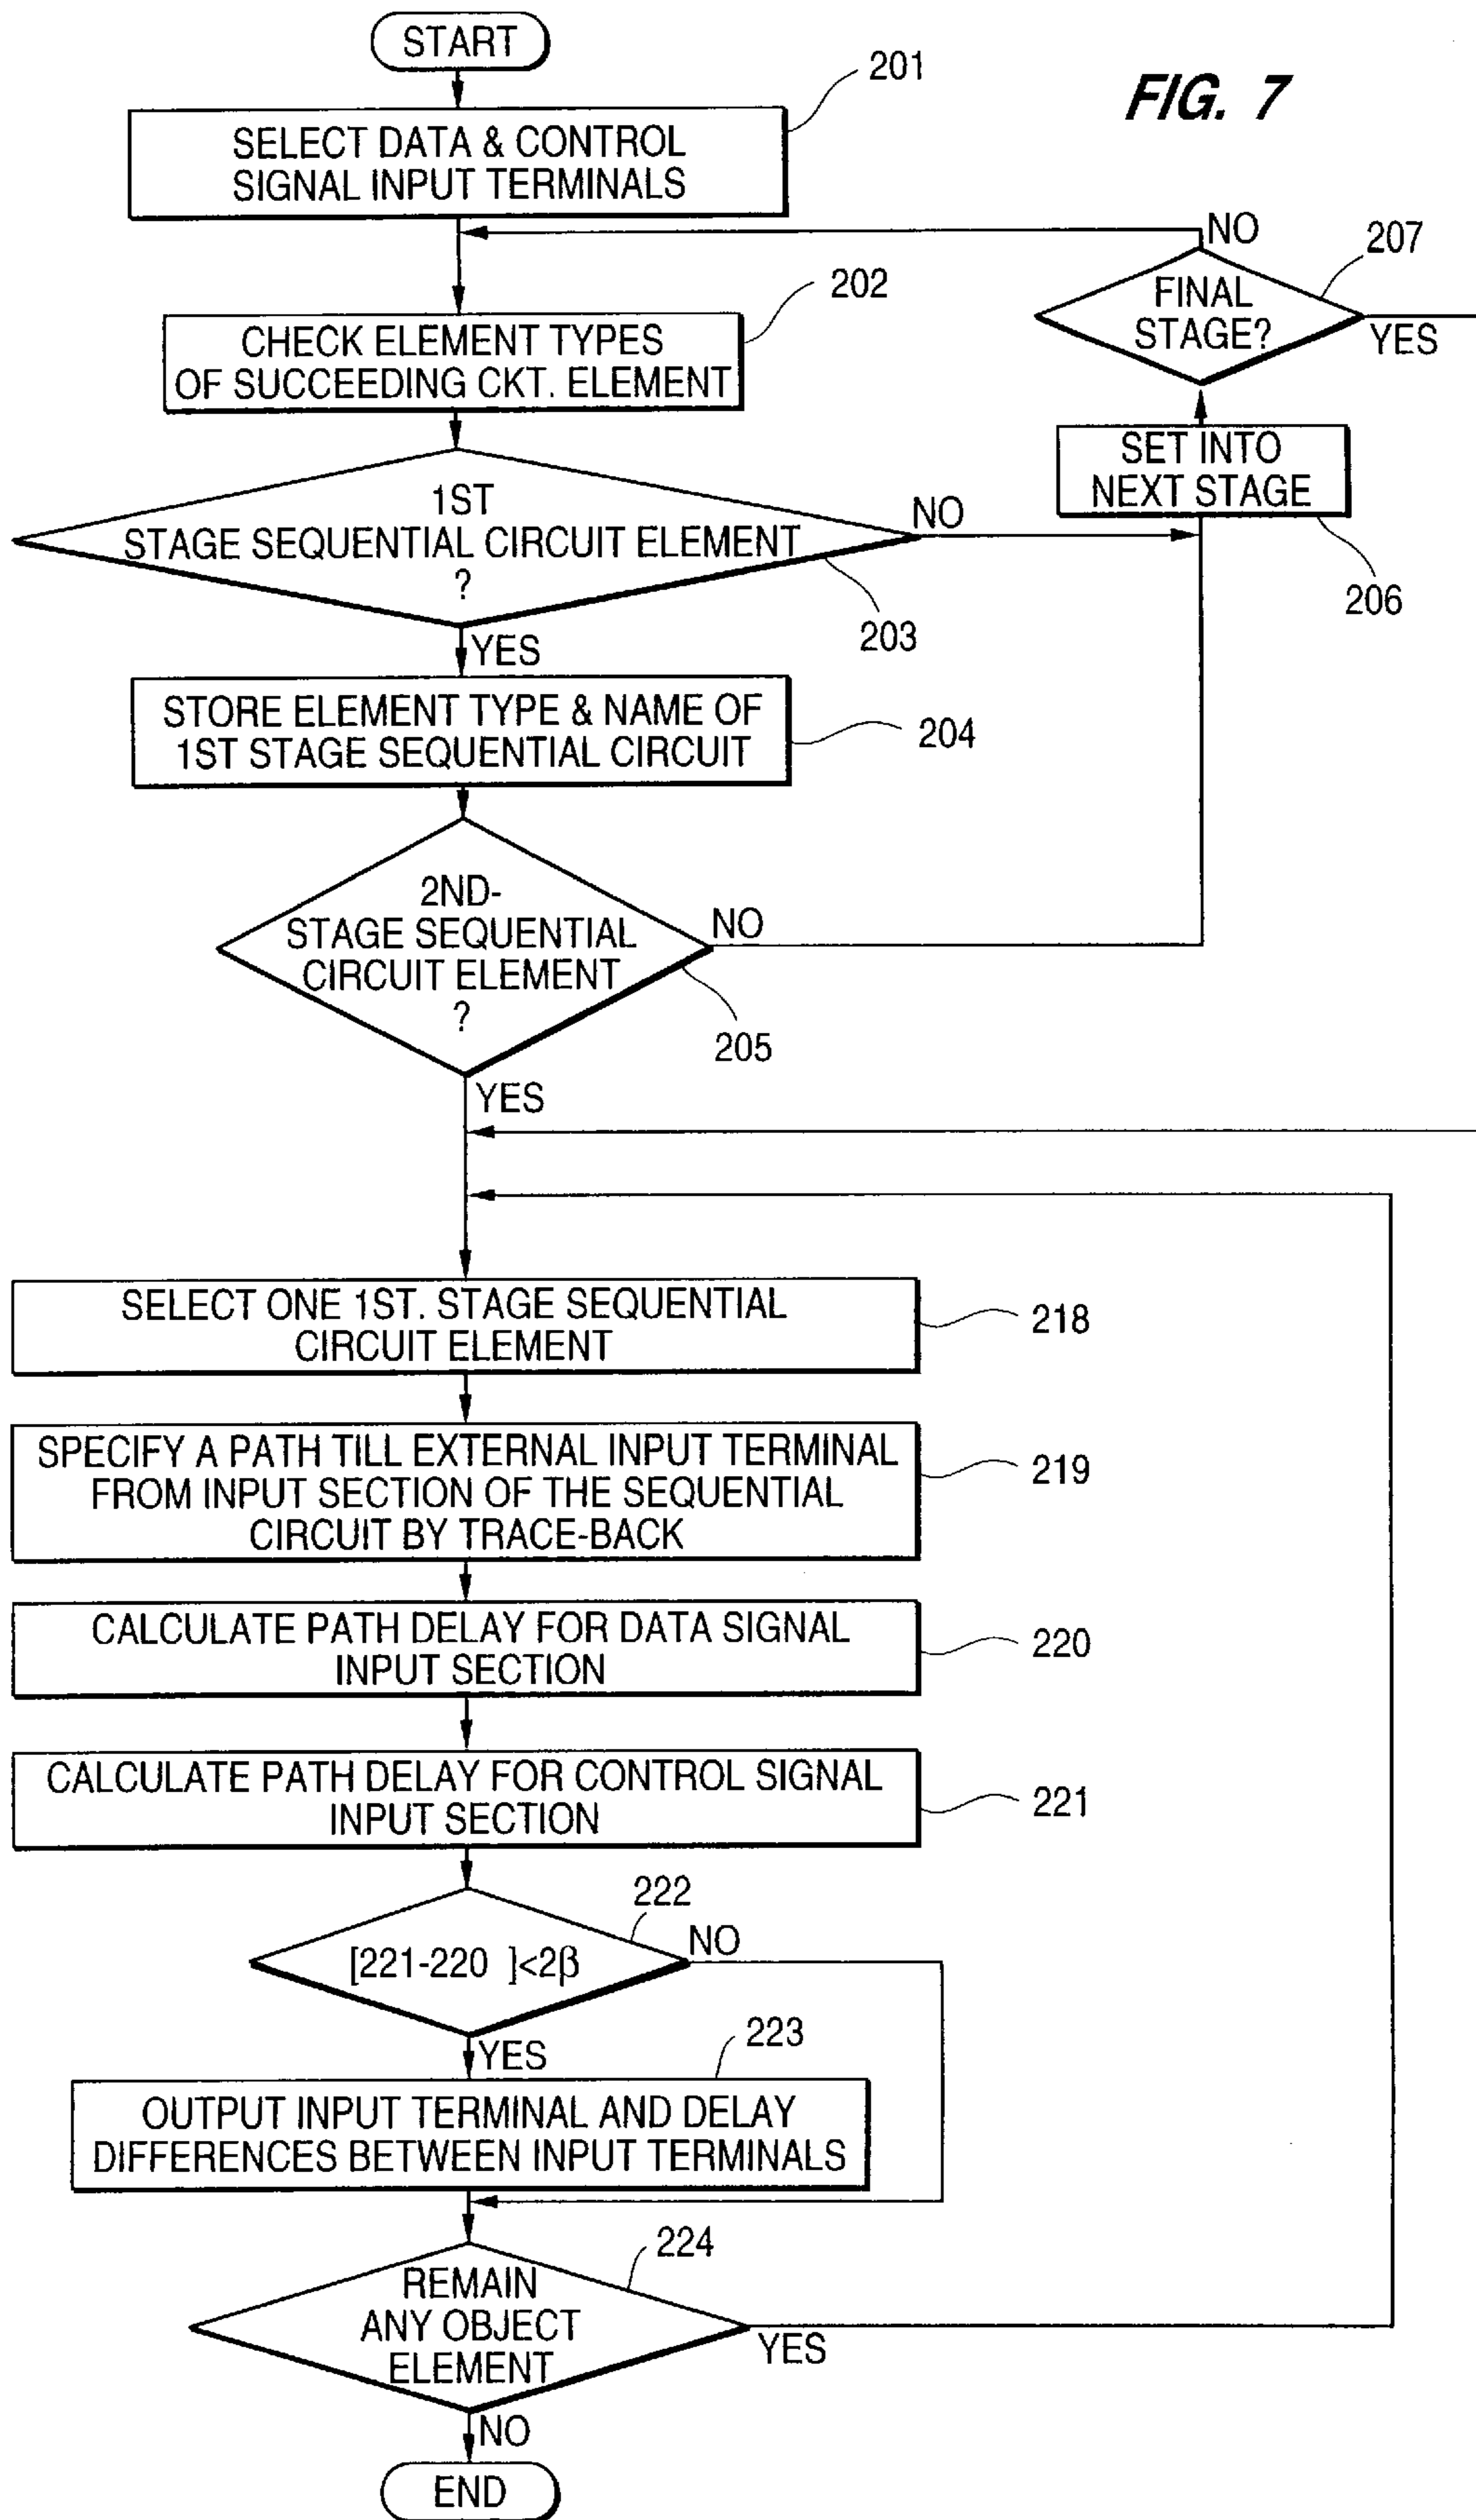 START
201
FIG. 7
SELECT DATA & CONTROL
SIGNAL INPUT TERMINALS
NO
207
202
FINAL
STAGE?
YES
CHECK ELEMENT TYPES
OF SUCCEEDING CKT. ELEMENT
SET INTO
NEXT STAGE
206
1ST
STAGE SEQUENTIAL CIRCUIT ELEMENT
?
NO
203
YES
STORE ELEMENT TYPE & NAME OF
1ST STAGE SEQUENTIAL CIRCUIT
204
2ND-
STAGE SEQUENTIAL
CIRCUIT ELEMENT
?
NO
205
YES
SELECT ONE 1ST. STAGE SEQUENTIAL
CIRCUIT ELEMENT
218
SPECIFY A PATH TILL EXTERNAL INPUT TERMINAL
FROM INPUT SECTION OF THE SEQUENTIAL
CIRCUIT BY TRACE-BACK
219
CALCULATE PATH DELAY FOR DATA SIGNAL
INPUT SECTION
220
CALCULATE PATH DELAY FOR CONTROL SIGNAL
INPUT SECTION
221
222
[221-220 ]<2β
NO
YES
223
OUTPUT INPUT TERMINAL AND DELAY
DIFFERENCES BETWEEN INPUT TERMINALS
224
REMAIN
ANY OBJECT
ELEMENT
YES
NO
END